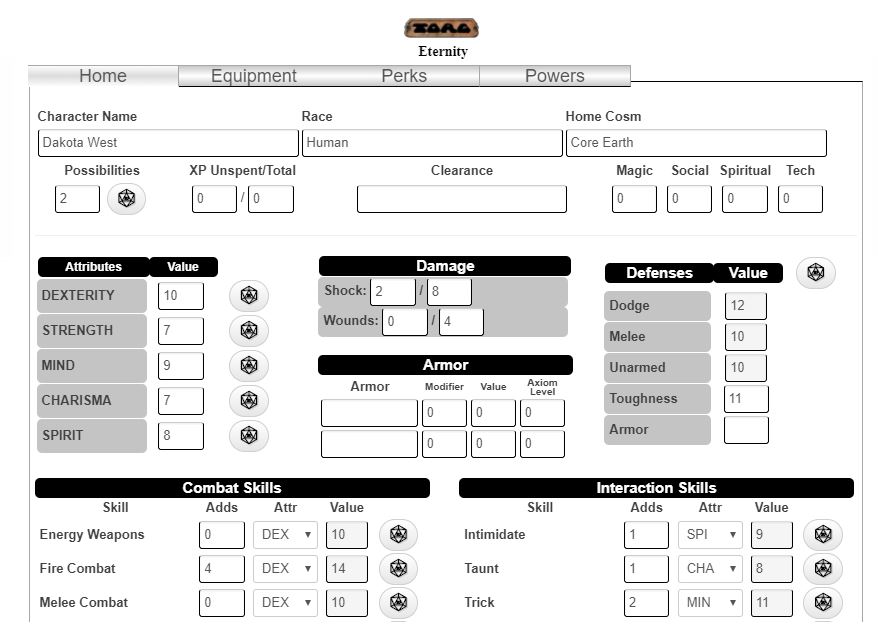 TORG
Eternity
Home Equipment Perks Powers
Character Name Race Home Cosm
Dakota West Human Core Earth
Possibilities XP Unspent/Total Clearance Magic Social Spiritual Tech
2 0 / 0 0 0 0 0
Attributes Value
DEXTERITY 10
STRENGTH 7
MIND 9
CHARISMA 7
SPIRIT 8
Damage
Shock: 2 / 8
Wounds: 0 / 4
Armor
Armor Modifier Value Axiom Level
0 0 0
0 0 0
Defenses Value
Dodge 12
Melee 10
Unarmed 10
Toughness 11
Armor
Combat Skills
Skill Adds Attr Value
Energy Weapons 0 DEX 10
Fire Combat 4 DEX 14
Melee Combat 0 DEX 10
Interaction Skills
Skill Adds Attr Value
Intimidate 1 SPI 9
Taunt 1 CHA 8
Trick 2 MIN 11